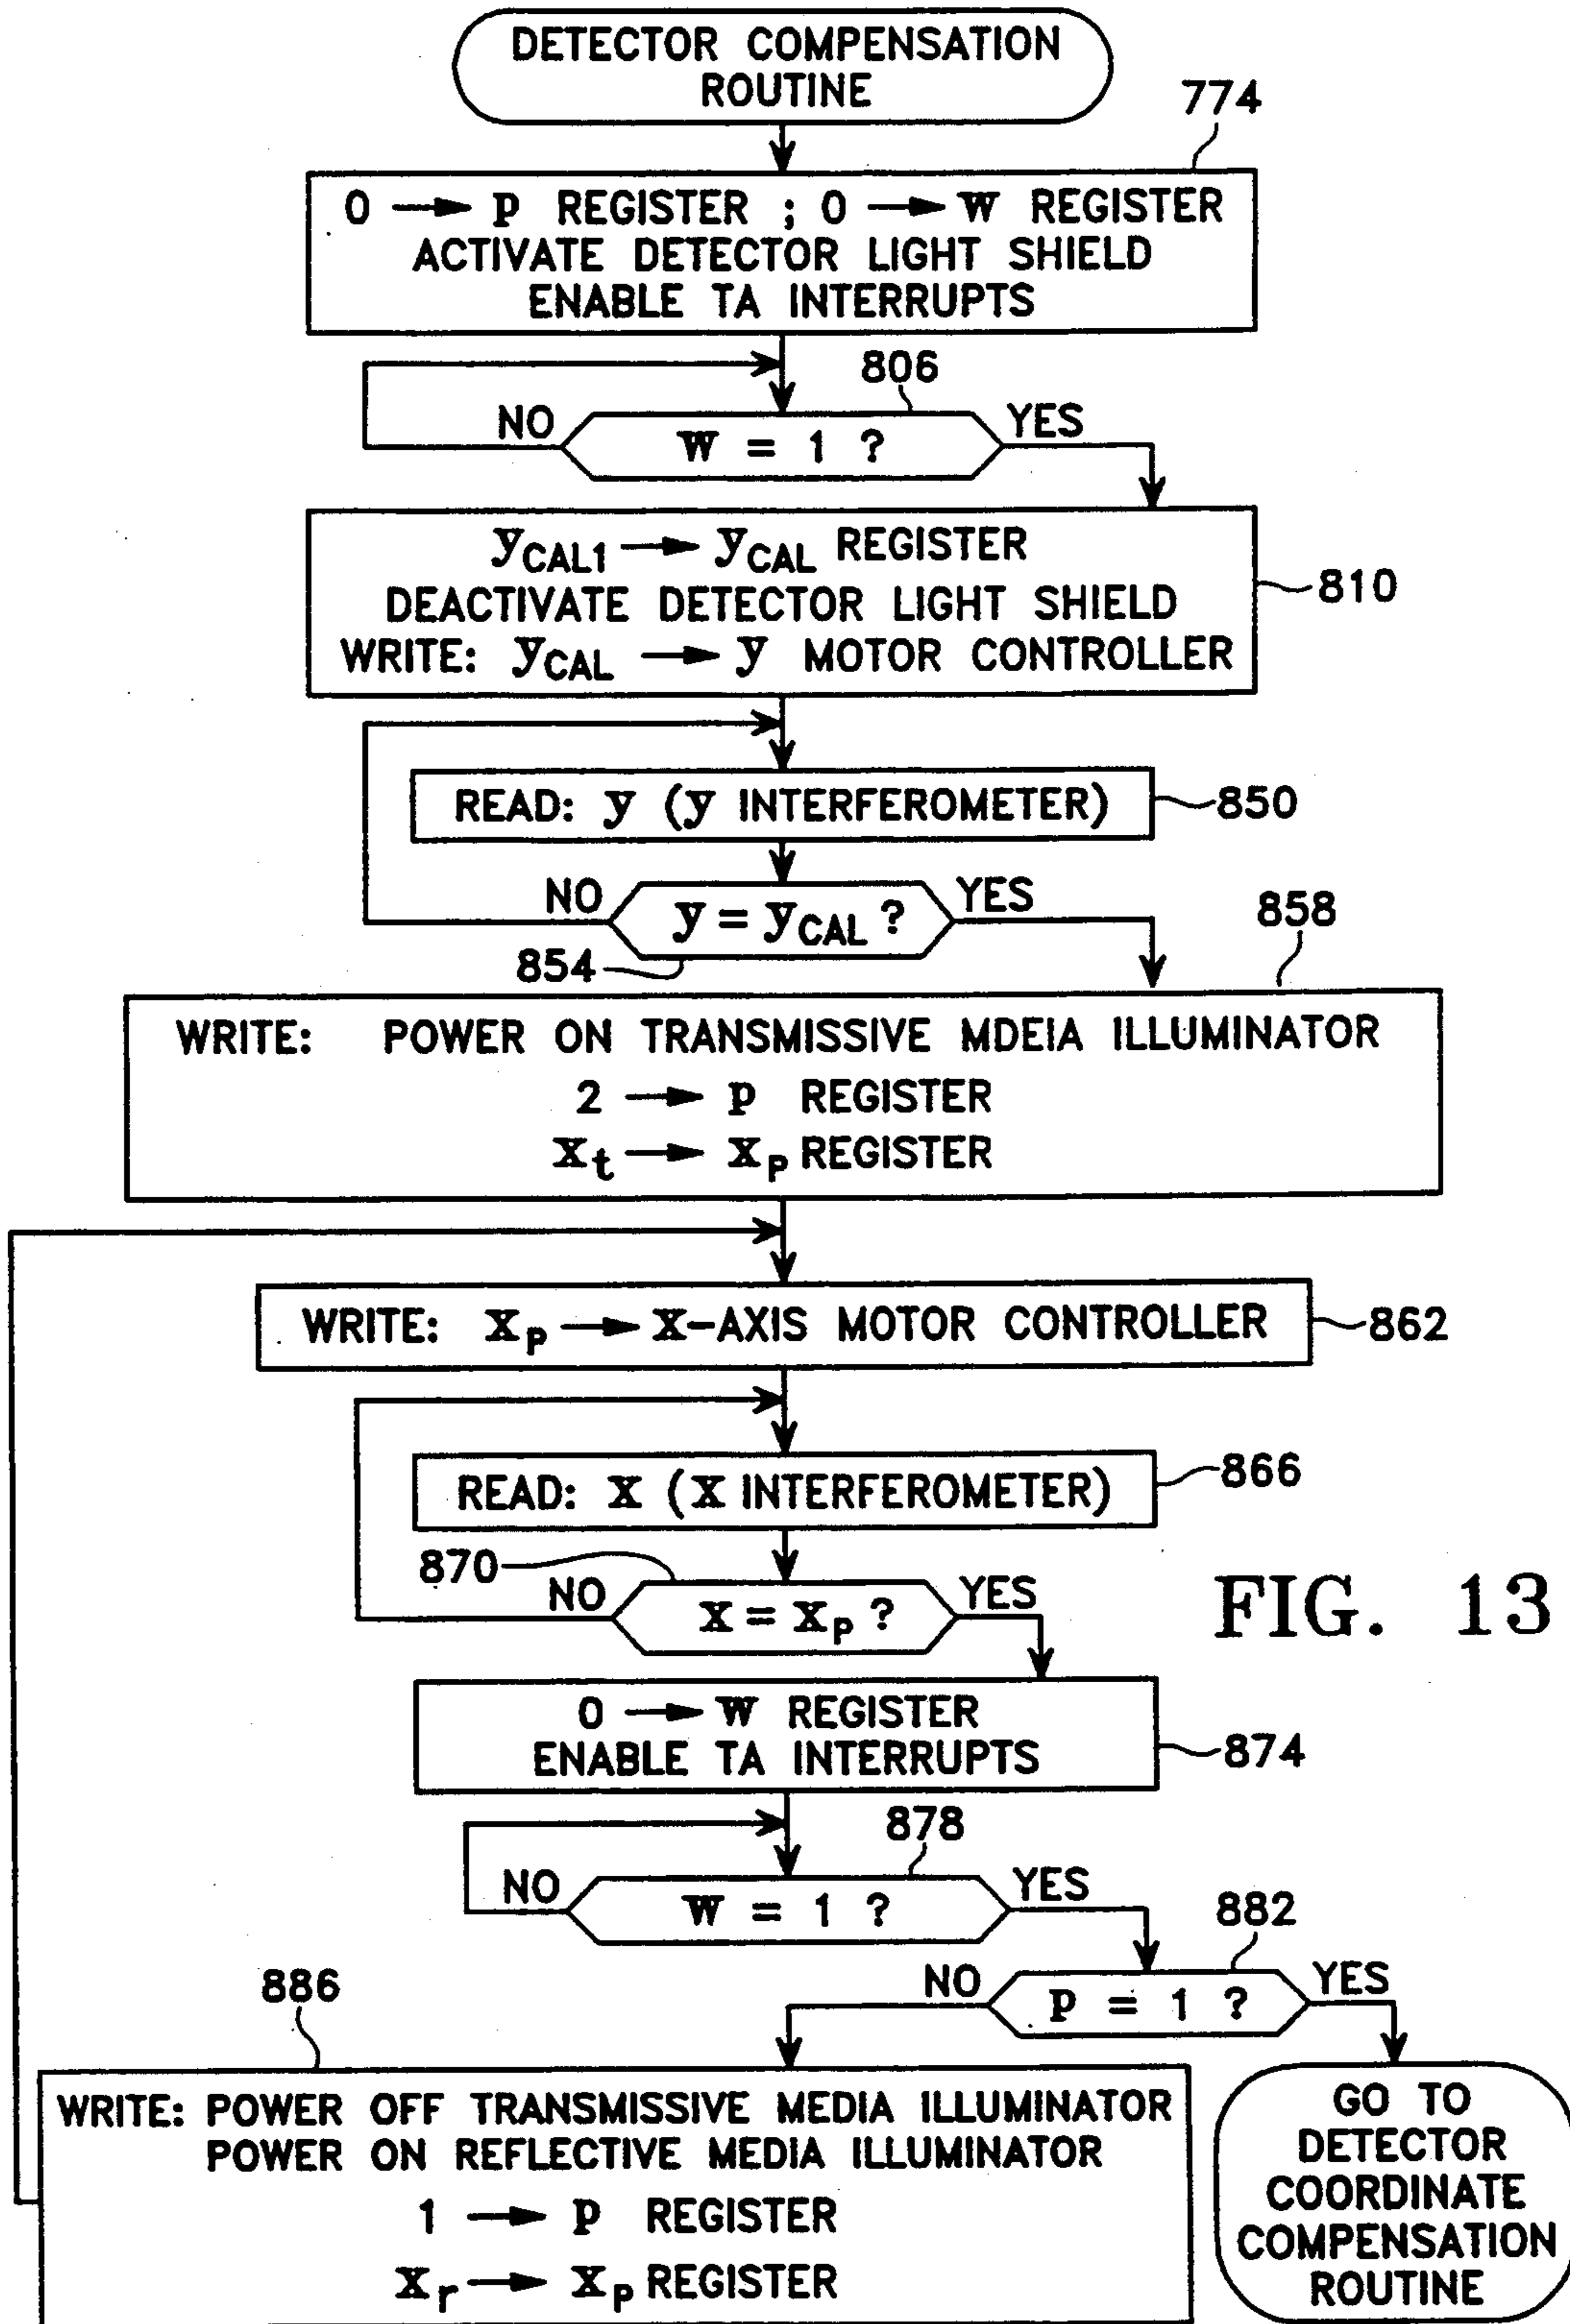 DETECTOR COMPENSATION
ROUTINE
774
0 → p REGISTER ; 0 → w REGISTER
ACTIVATE DETECTOR LIGHT SHIELD
ENABLE TA INTERRUPTS
806
NO
w = 1 ?
YES
yCAL1 → yCAL REGISTER
DEACTIVATE DETECTOR LIGHT SHIELD
WRITE: yCAL → y MOTOR CONTROLLER
810
READ: y (y INTERFEROMETER)
850
NO
y = yCAL ?
YES
854
858
WRITE: POWER ON TRANSMISSIVE MDEIA ILLUMINATOR
2 → p REGISTER
xt → xp REGISTER
WRITE: xp → x-AXIS MOTOR CONTROLLER
862
READ: x (x INTERFEROMETER)
866
870
NO
x = xp ?
YES
FIG. 13
0 → w REGISTER
ENABLE TA INTERRUPTS
874
878
NO
w = 1 ?
YES
882
NO
p = 1 ?
YES
886
WRITE: POWER OFF TRANSMISSIVE MEDIA ILLUMINATOR
POWER ON REFLECTIVE MEDIA ILLUMINATOR
1 → p REGISTER
xr → xp REGISTER
GO TO
DETECTOR
COORDINATE
COMPENSATION
ROUTINE